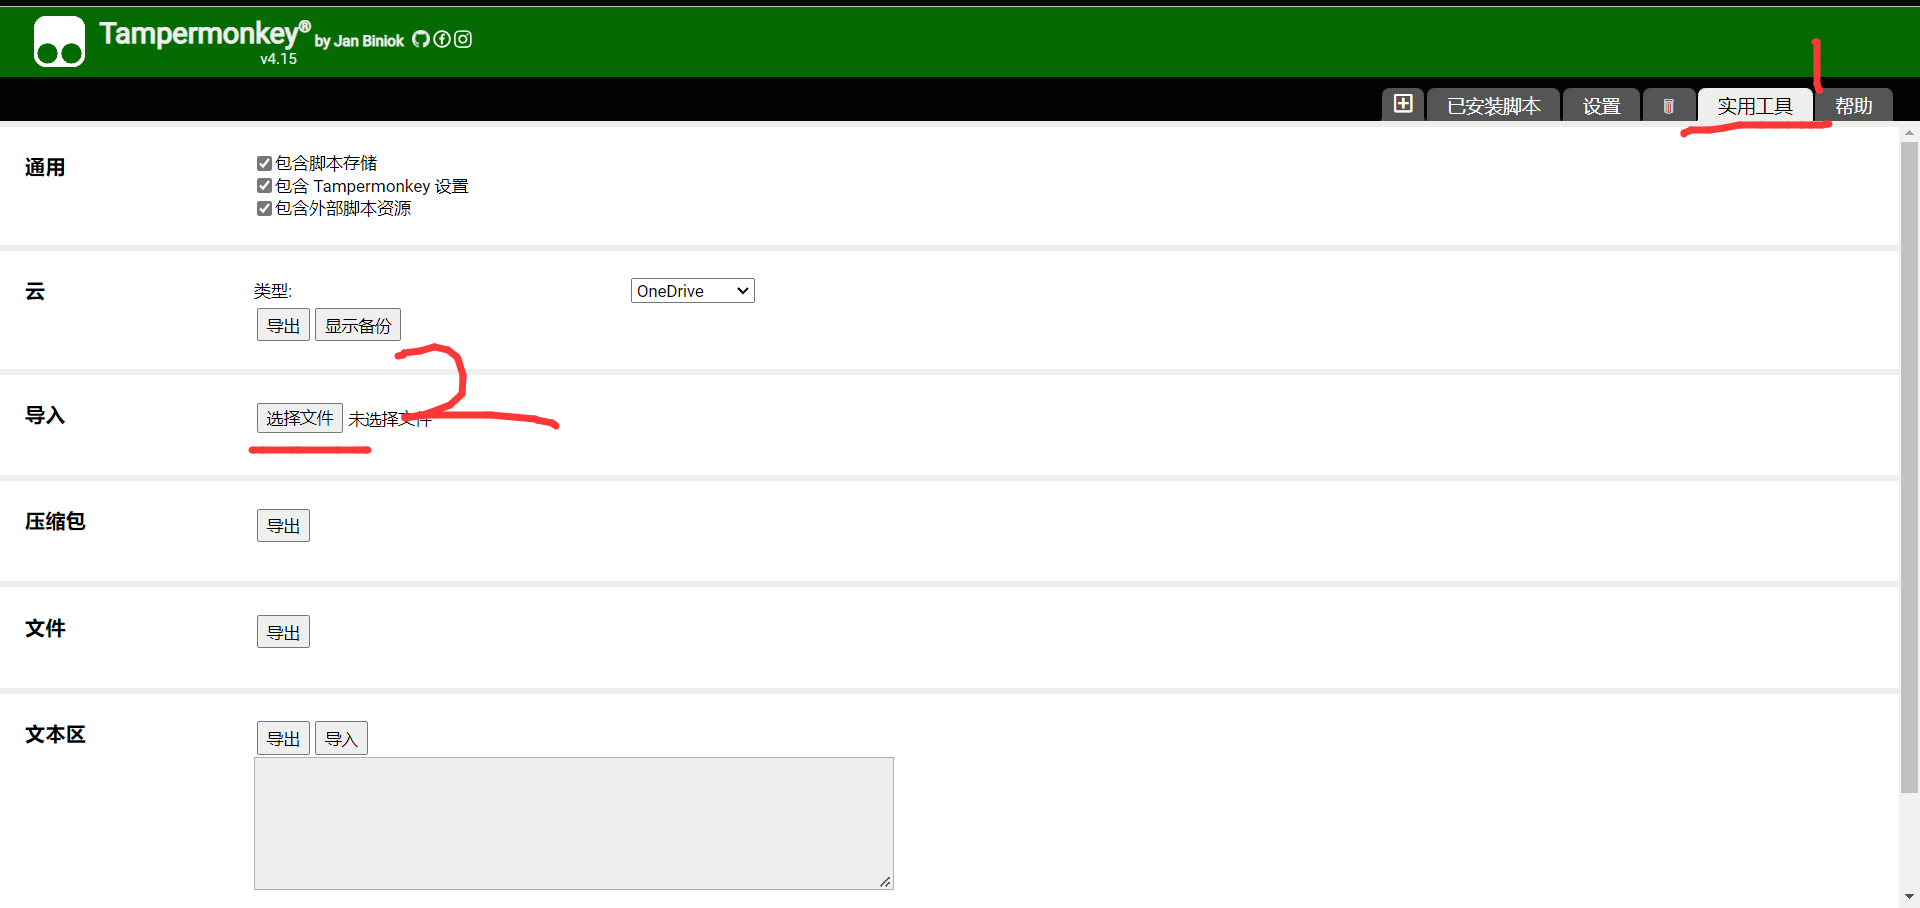 Tampermonkey® by Jan Biniok
v4.15
已安装脚本 设置 实用工具 帮助
1
通用
包含脚本存储
包含 Tampermonkey 设置
包含外部脚本资源
云
类型: OneDrive
导出 显示备份
2
导入
选择文件 未选择文件
压缩包
导出
文件
导出
文本区
导出 导入